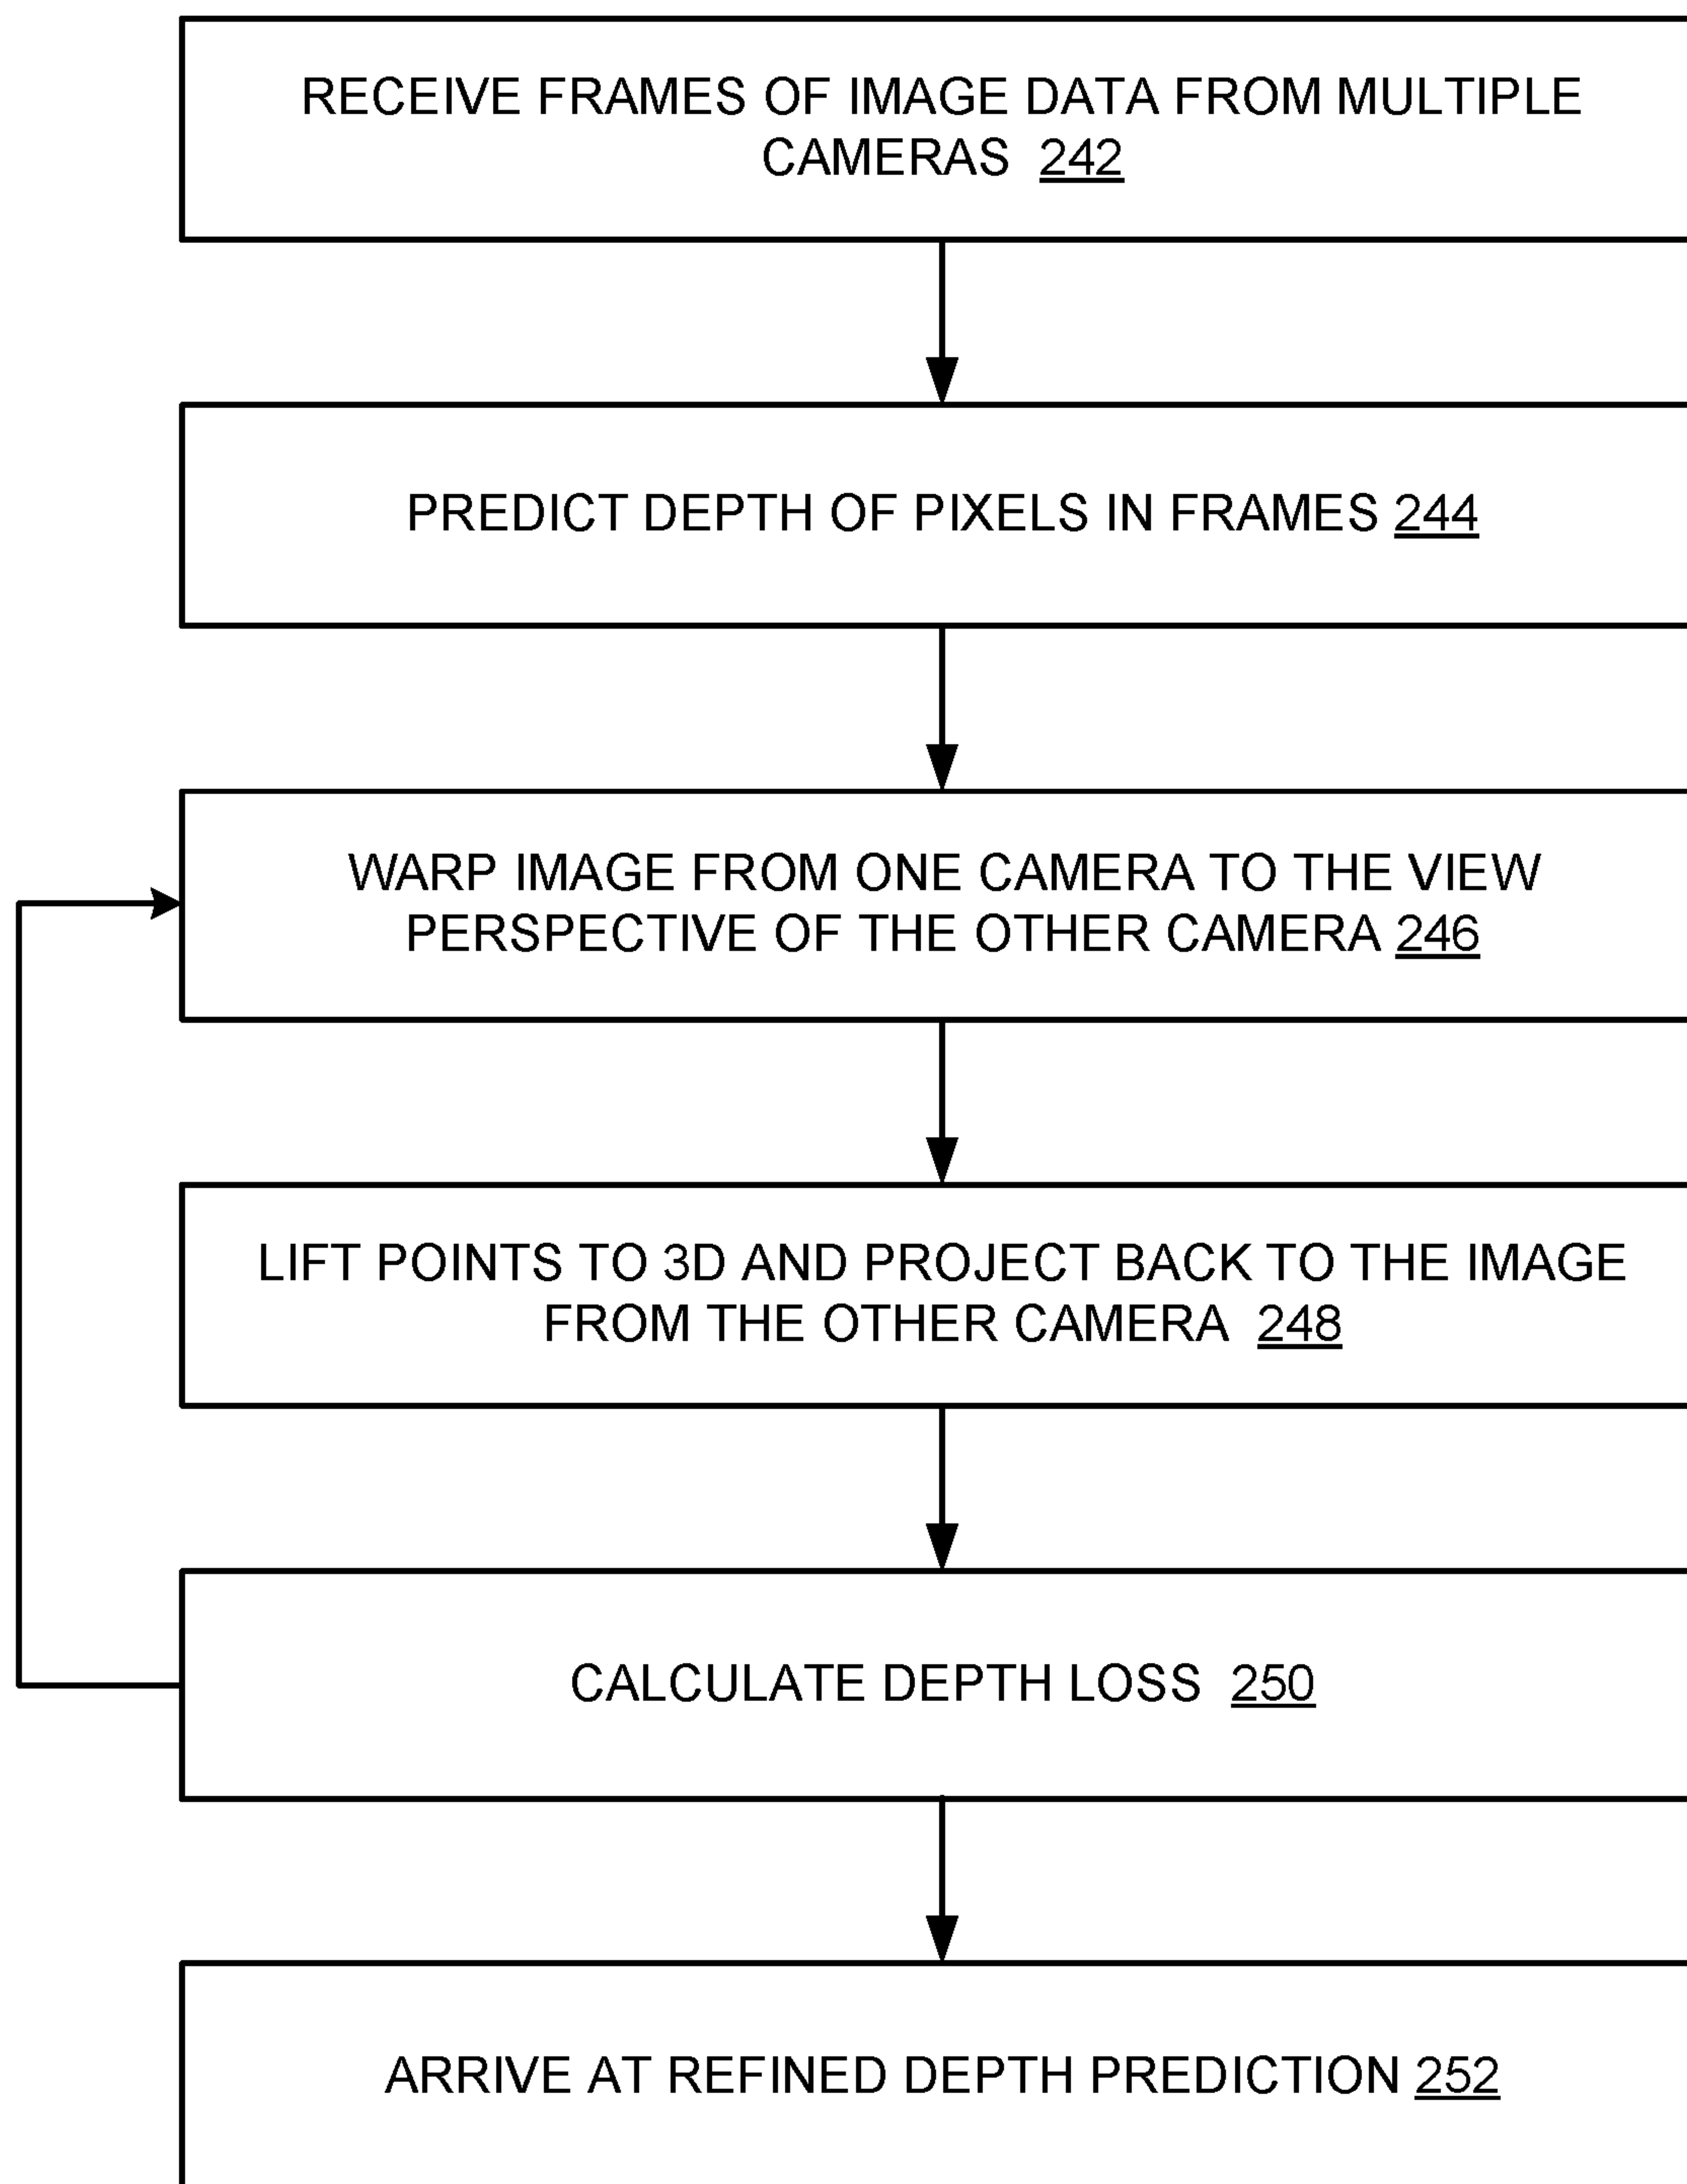 RECEIVE FRAMES OF IMAGE DATA FROM MULTIPLE
CAMERAS 242
PREDICT DEPTH OF PIXELS IN FRAMES 244
WARP IMAGE FROM ONE CAMERA TO THE VIEW
PERSPECTIVE OF THE OTHER CAMERA 246
LIFT POINTS TO 3D AND PROJECT BACK TO THE IMAGE
FROM THE OTHER CAMERA 248
CALCULATE DEPTH LOSS 250
ARRIVE AT REFINED DEPTH PREDICTION 252